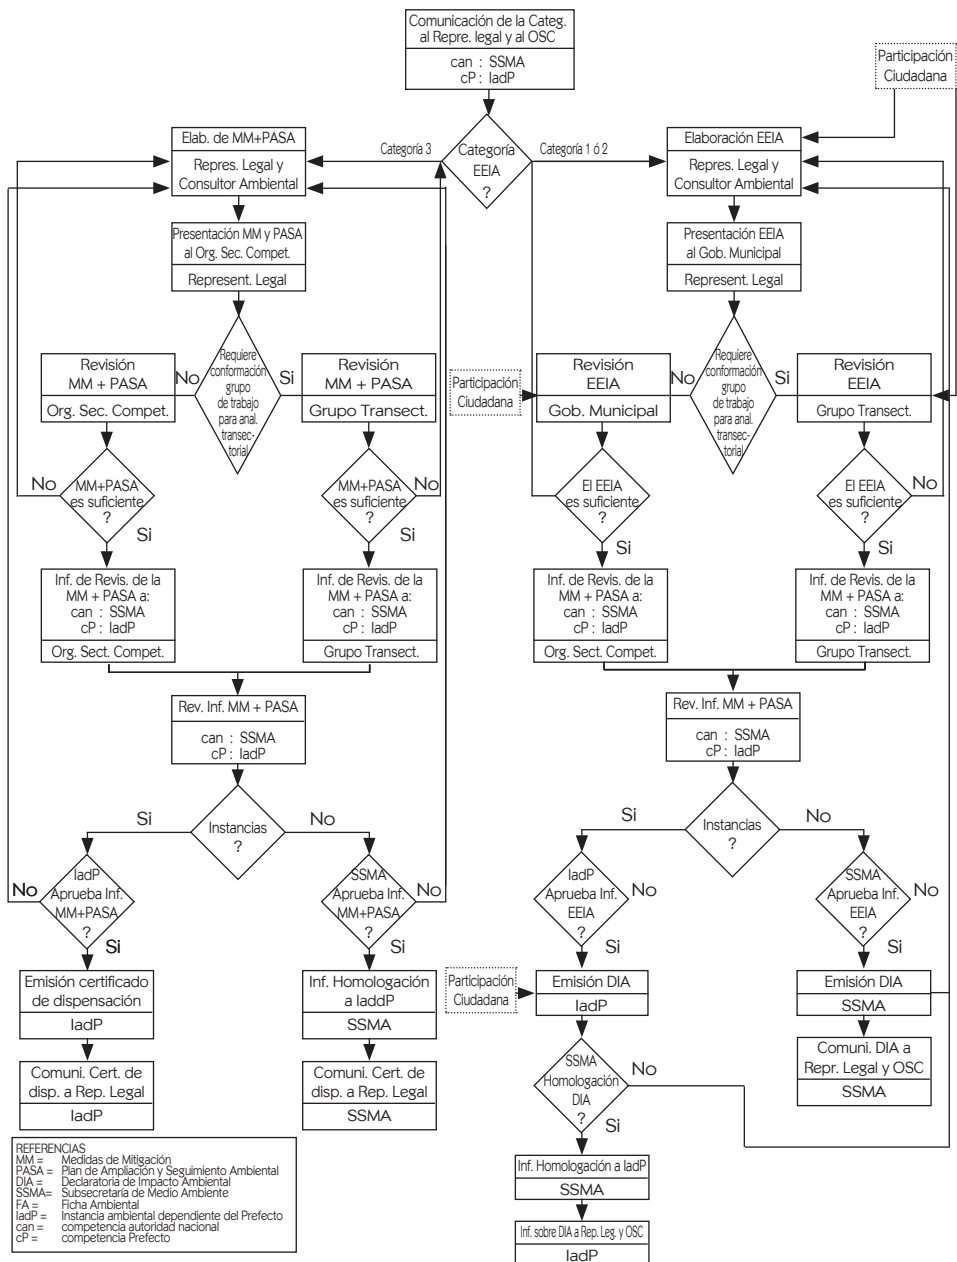 Comunicación de la Categ.
al Repre. legal y al OSC
can : SSMA
cP : IadP
Participación
Ciudadana
Categoría
EEIA
?
Categoría 3
Categoría 1 ó 2
Elab. de MM+PASA
Repres. Legal y
Consultor Ambiental
Elaboración EEIA
Repres. Legal y
Consultor Ambiental
Presentación MM y PASA
al Org. Sec. Compet.
Represent. Legal
Presentación EEIA
al Gob. Municipal
Represent. Legal
Revisión
MM + PASA
Org. Sec. Compet.
No
Requiere
conformación
grupo
de trabajo
para anal.
transec-
torial
Si
Revisión
MM + PASA
Grupo Transect.
Participación
Ciudadana
Revisión
EEIA
Gob. Municipal
No
Requiere
conformación
grupo
de trabajo
para anal.
transec-
torial
Si
Revisión
EEIA
Grupo Transect.
No
MM+PASA
es suficiente
?
Si
No
MM+PASA
es suficiente
?
Si
El EEIA
es suficiente
?
Si
El EEIA
es suficiente
?
No
Si
Inf. de Revis. de la
MM + PASA a:
can : SSMA
cP : IadP
Org. Sect. Compet.
Inf. de Revis. de la
MM + PASA a:
can : SSMA
cP : IadP
Grupo Transect.
Inf. de Revis. de la
MM + PASA a:
can : SSMA
cP : IadP
Org. Sect. Compet.
Inf. de Revis. de la
MM + PASA a:
can : SSMA
cP : IadP
Grupo Transect.
Rev. Inf. MM + PASA
can : SSMA
cP : IadP
Rev. Inf. MM + PASA
can : SSMA
cP : IadP
Si
Instancias
?
No
Si
Instancias
?
No
No
IadP
Aprueba Inf.
MM+PASA
?
Si
SSMA
Aprueba Inf.
MM+PASA
?
No
Si
IadP
Aprueba Inf.
EEIA
?
No
Si
SSMA
Aprueba Inf.
EEIA
?
No
Si
Emisión certificado
de dispensación
IadP
Inf. Homologación
a IaddP
SSMA
Participación
Ciudadana
Emisión DIA
IadP
Emisión DIA
SSMA
Comuni. Cert. de
disp. a Rep. Legal
IadP
Comuni. Cert. de
disp. a Rep. Legal
SSMA
SSMA
Homologación
DIA
?
No
Si
Comuni. DIA a
Repr. Legal y OSC
SSMA
Inf. Homologación a IadP
SSMA
Inf. sobre DIA a Rep. Leg. y OSC
IadP
REFERENCIAS
MM = Medidas de Mitigación
PASA = Plan de Ampliación y Seguimiento Ambiental
DIA = Declaratoria de Impacto Ambiental
SSMA= Subsecretaría de Medio Ambiente
FA = Ficha Ambiental
IadP = Instancia ambiental dependiente del Prefecto
can = competencia autoridad nacional
cP = competencia Prefecto